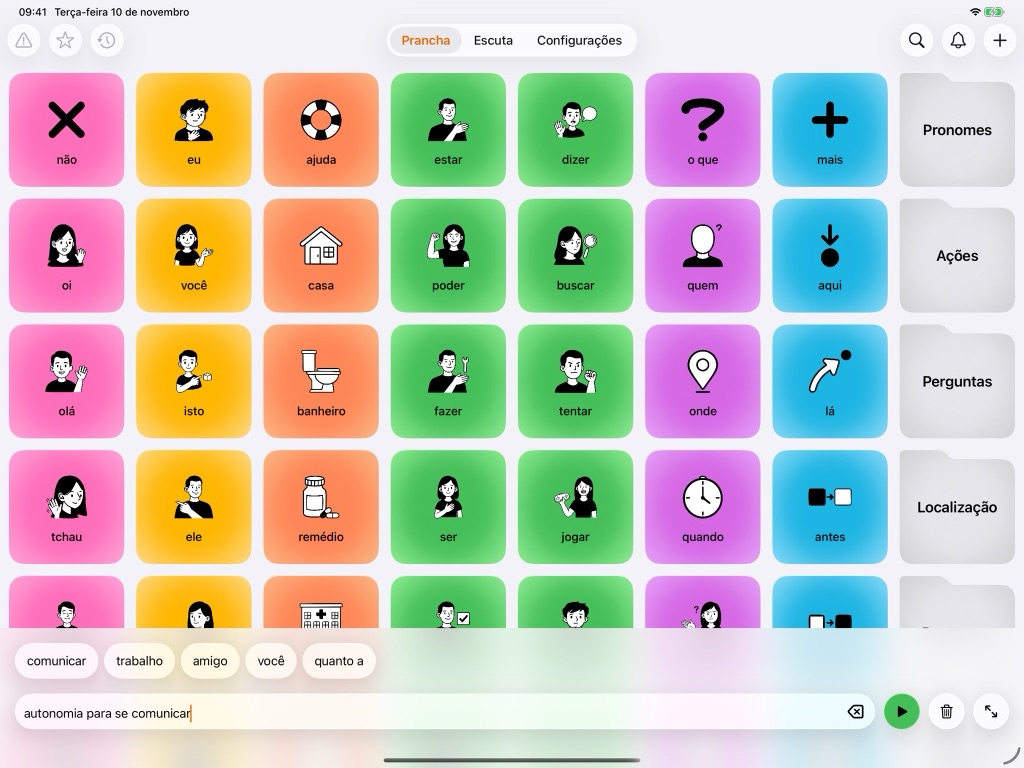 09:41 Terça-feira 10 de novembro
Prancha Escuta Configurações
não eu ajuda estar dizer o que mais Pronomes
oi você casa poder buscar quem aqui Ações
olá isto banheiro fazer tentar onde lá Perguntas
tchau ele remédio ser jogar quando antes Localização
comunicar trabalho amigo você quanto a
autonomia para se comunicar